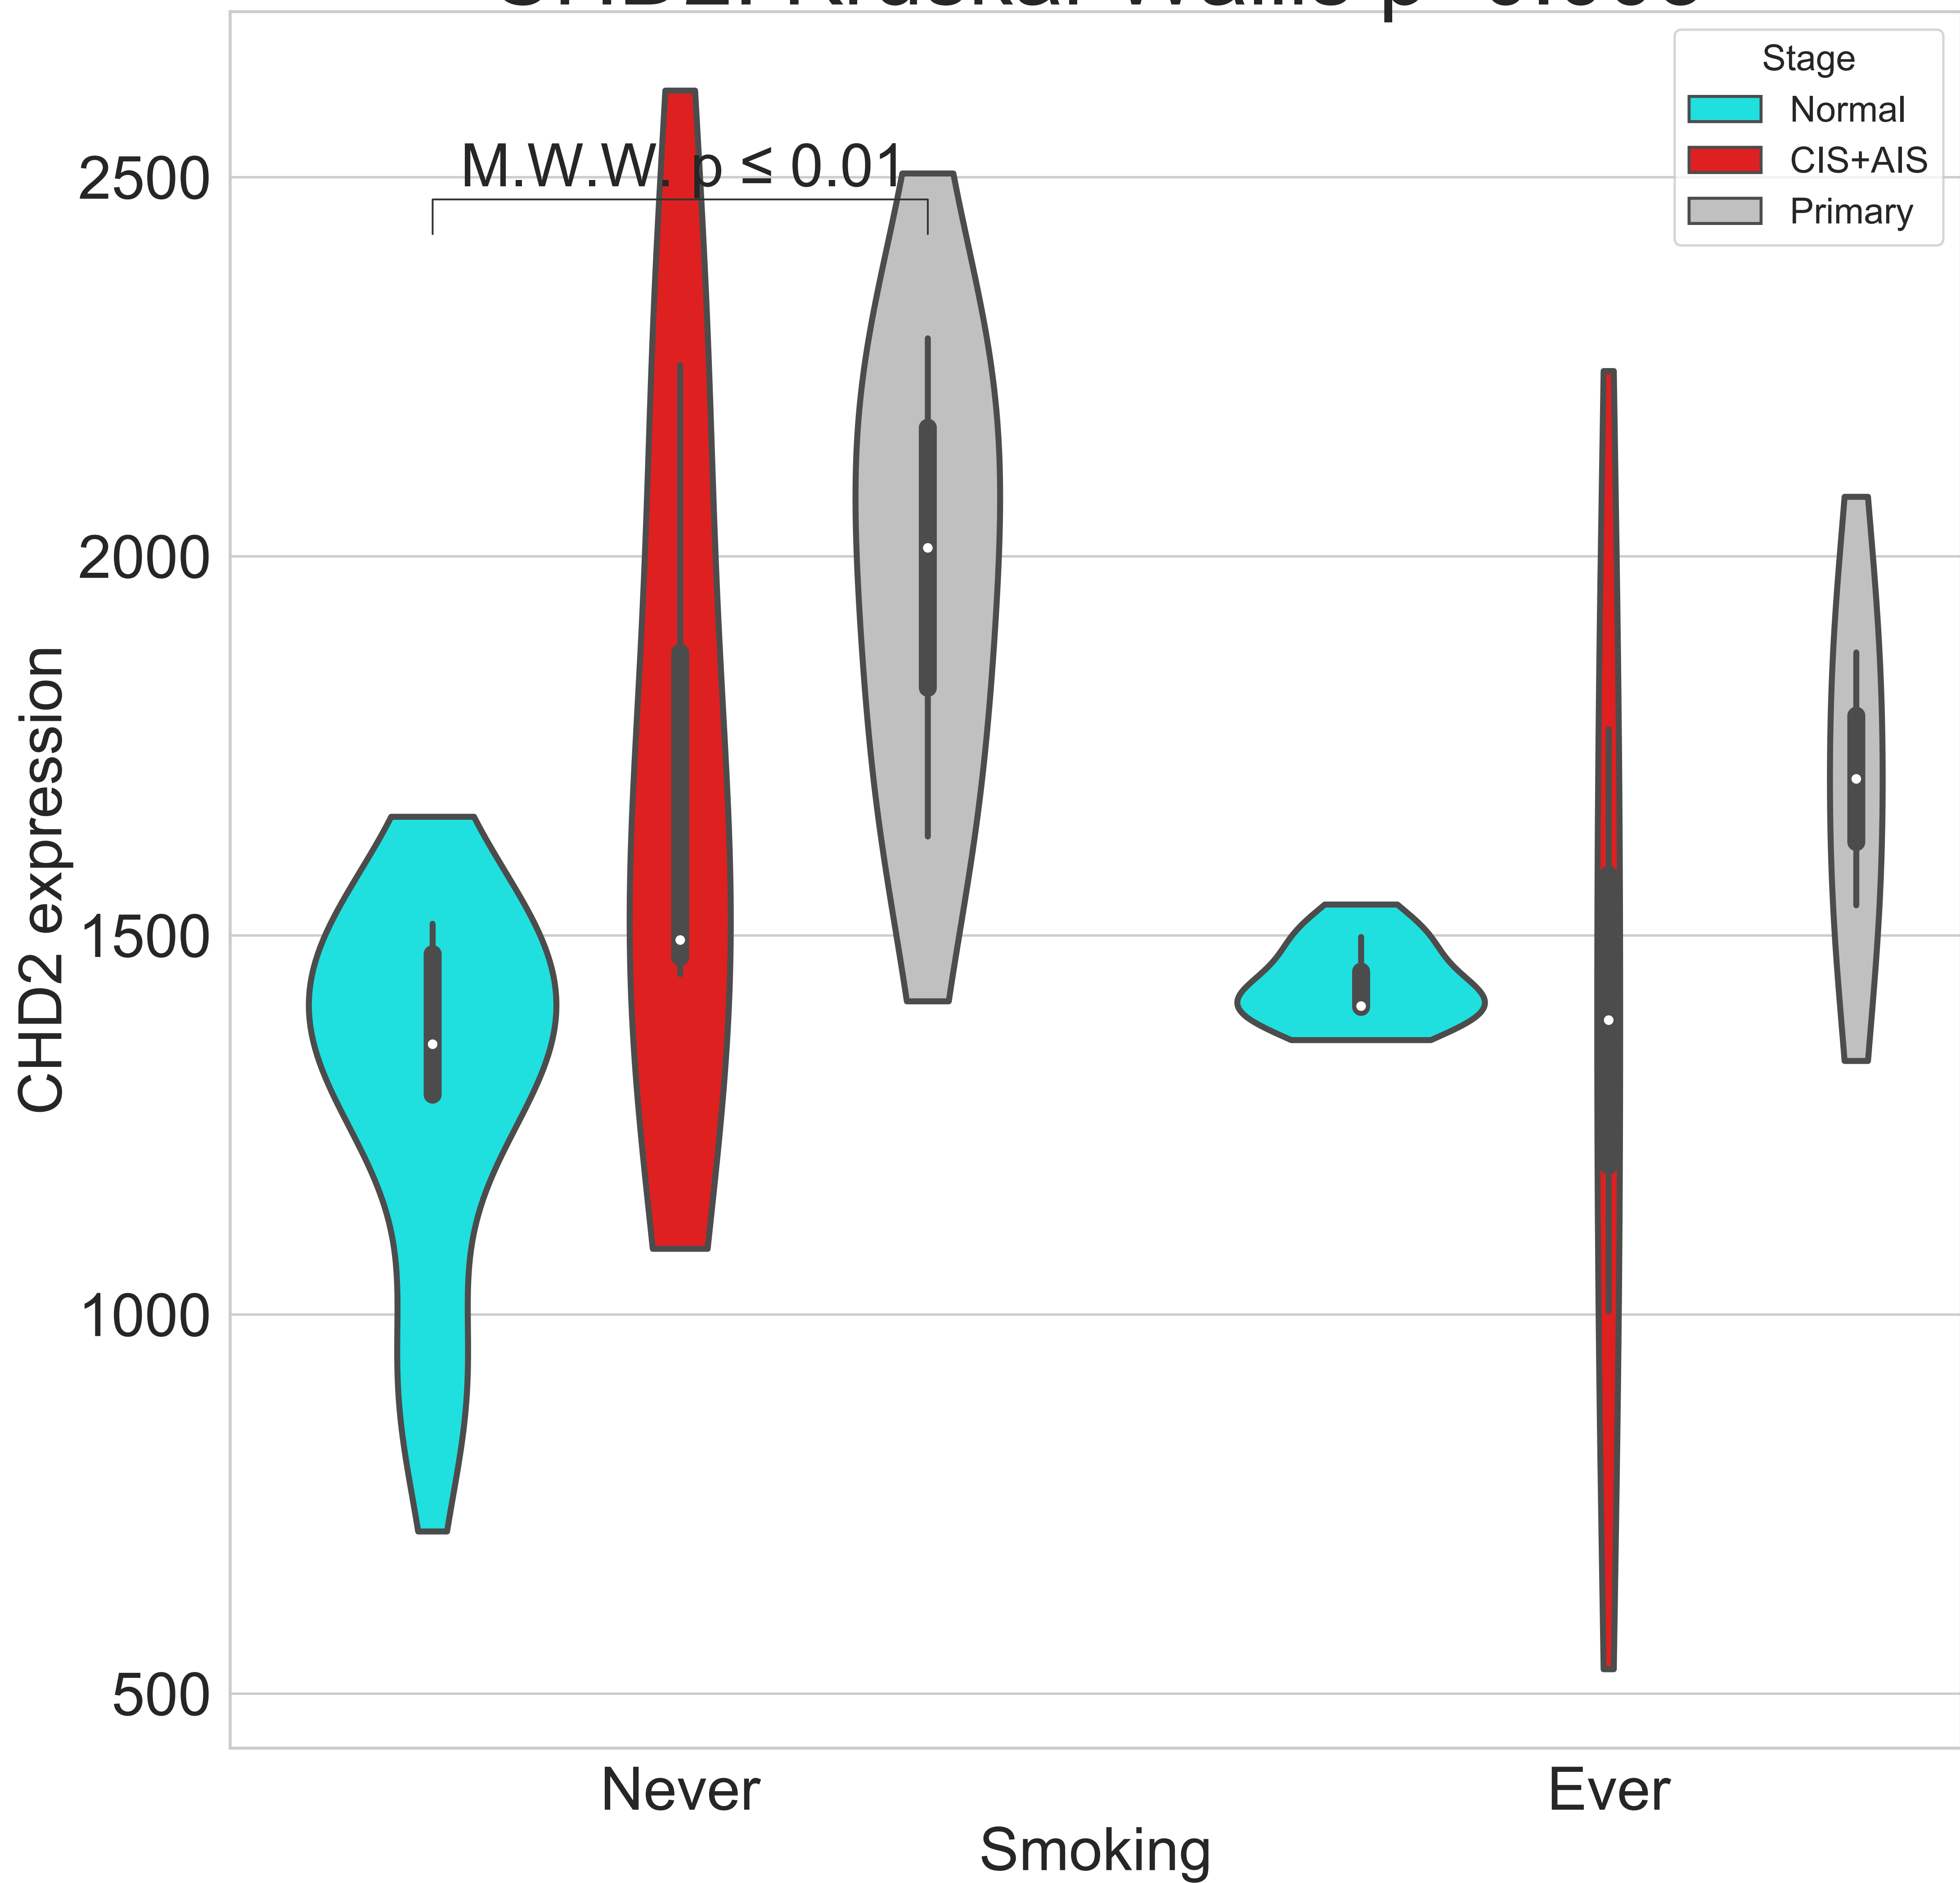 Stage
Normal
CIS+AIS
Primary
M.W.W. p ≤ 0.01
2500
2000
1500
1000
500
CHD2 expression
Never
Ever
Smoking